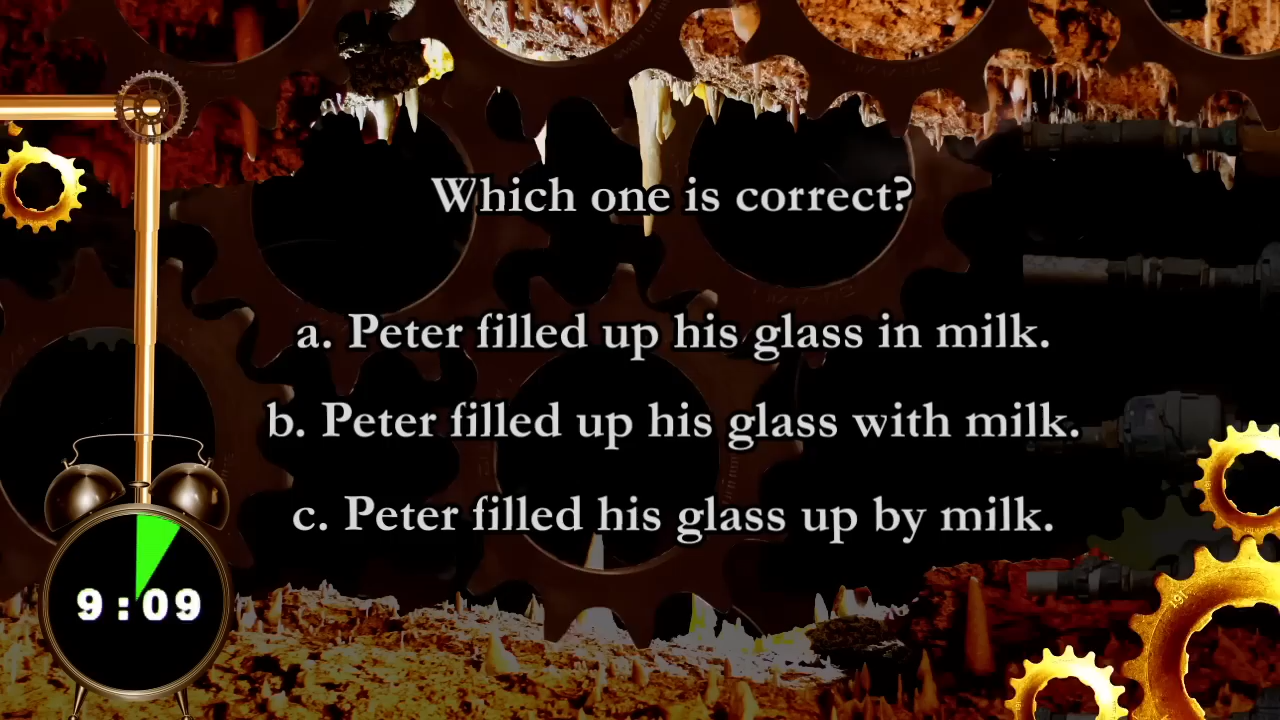 Which one is correct?
a. Peter filled up his glass in milk.
b. Peter filled up his glass with milk.
c. Peter filled his glass up by milk.
9:09